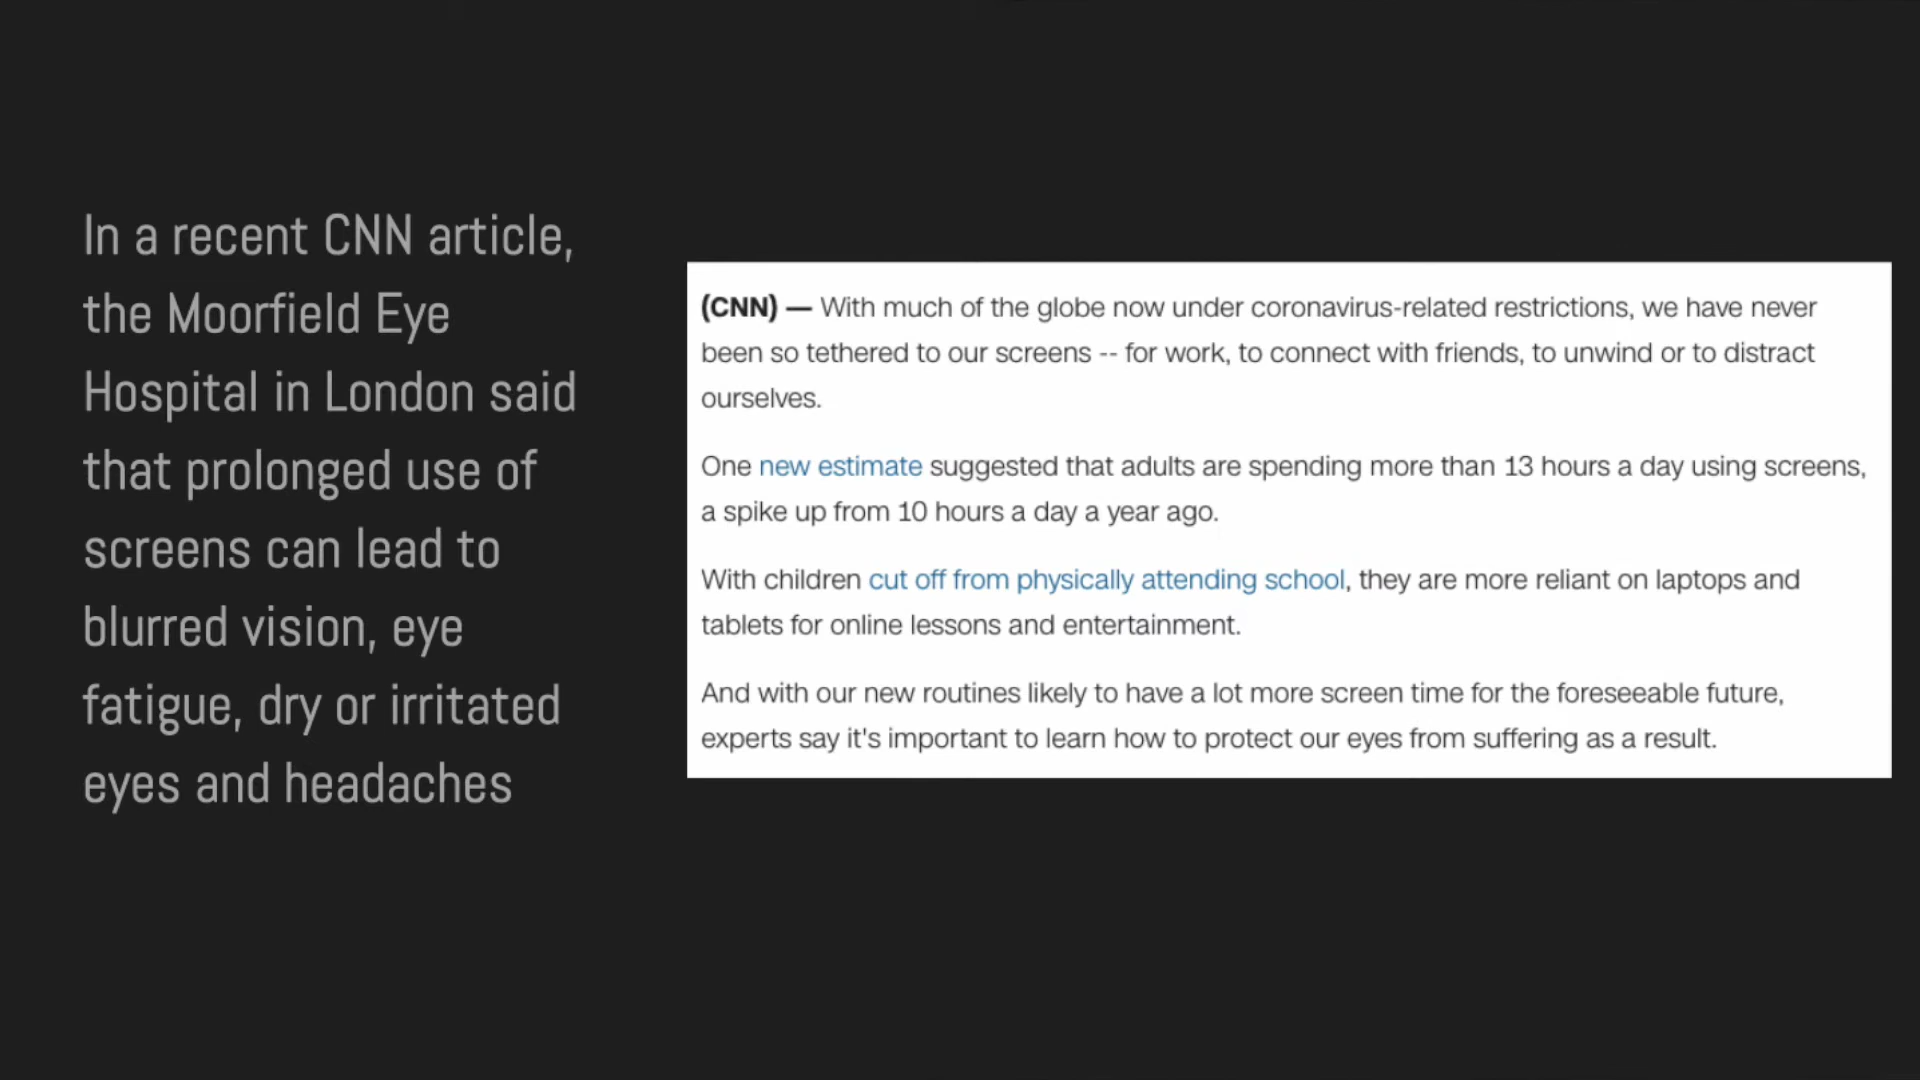 In a recent CNN article,
the Moorfield Eye
Hospital in London said
that prolonged use of
screens can lead to
blurred vision, eye
fatigue, dry or irritated
eyes and headaches
(CNN) — With much of the globe now under coronavirus-related restrictions, we have never
been so tethered to our screens -- for work, to connect with friends, to unwind or to distract
ourselves.
One new estimate suggested that adults are spending more than 13 hours a day using screens,
a spike up from 10 hours a day a year ago.
With children cut off from physically attending school, they are more reliant on laptops and
tablets for online lessons and entertainment.
And with our new routines likely to have a lot more screen time for the foreseeable future,
experts say it's important to learn how to protect our eyes from suffering as a result.